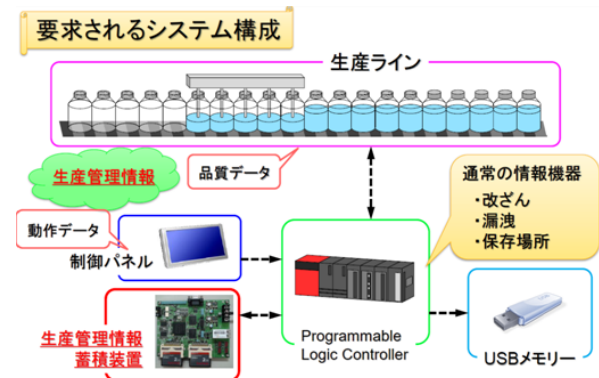 要求されるシステム構成
生産ライン
生産管理情報
品質データ
通常の情報機器
・改ざん
・漏洩
・保存場所
動作データ
制御パネル
生産管理情報
蓄積装置
Programmable
Logic Controller
USBメモリー